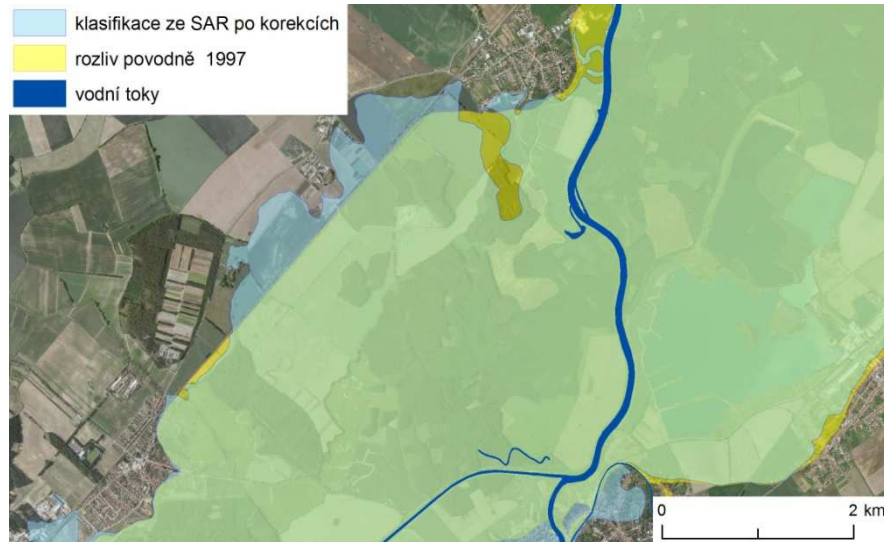 klasifikace ze SAR po korekcích
rozliv povodně 1997
vodní toky
0 2 km